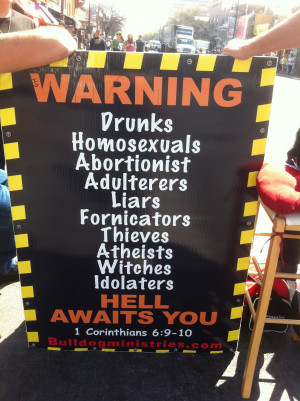 WARNING
Drunks
Homosexuals
Abortionist
Adulterers
Liars
Fornicators
Thieves
Atheists
Witches
Idolaters
HELL
AWAITS YOU
1 Corinthians 6:9-10
Bulldogministries.com